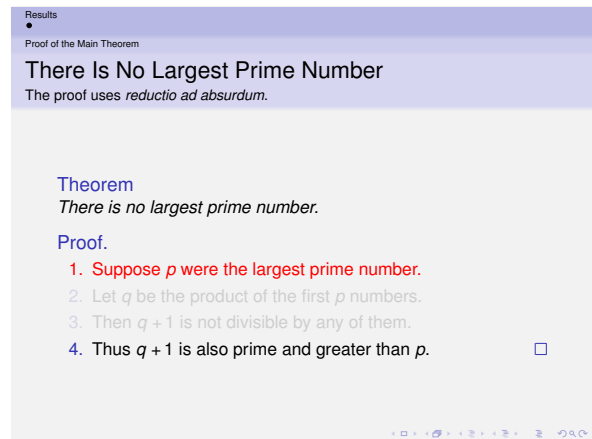 Results
Proof of the Main Theorem
There Is No Largest Prime Number
The proof uses reductio ad absurdum.
Theorem
There is no largest prime number.
Proof.
1. Suppose p were the largest prime number.
2. Let q be the product of the first p numbers.
3. Then q + 1 is not divisible by any of them.
4. Thus q + 1 is also prime and greater than p.